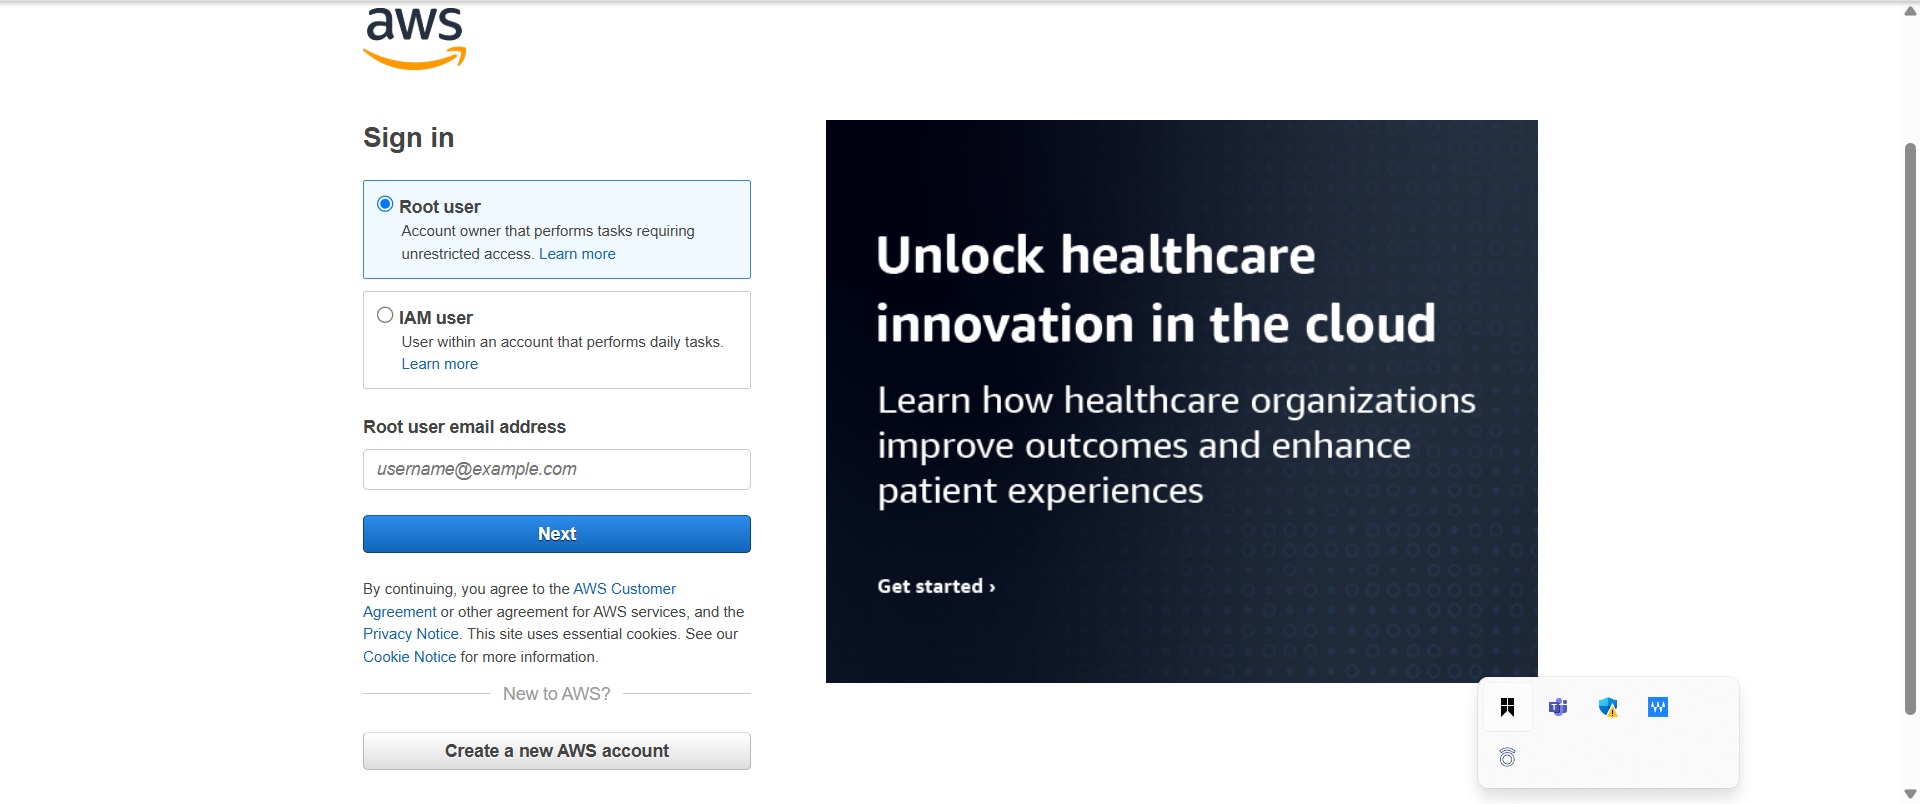 aws
Sign in
Root user
Account owner that performs tasks requiring
unrestricted access. Learn more
IAM user
User within an account that performs daily tasks.
Learn more
Root user email address
username@example.com
Next
By continuing, you agree to the AWS Customer
Agreement or other agreement for AWS services, and the
Privacy Notice. This site uses essential cookies. See our
Cookie Notice for more information.
New to AWS?
Create a new AWS account
Unlock healthcare
innovation in the cloud
Learn how healthcare organizations
improve outcomes and enhance
patient experiences
Get started ›